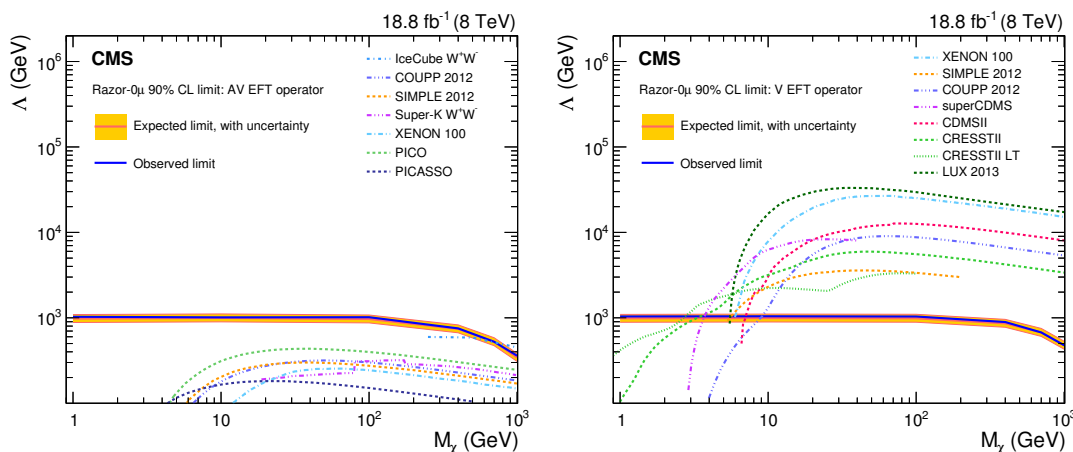 18.8 fb⁻¹ (8 TeV)
CMS
Razor-0μ 90% CL limit: AV EFT operator
Expected limit, with uncertainty
Observed limit
IceCube W⁺W⁻
COUPP 2012
SIMPLE 2012
Super-K W⁺W⁻
XENON 100
PICO
PICASSO
Λ (GeV)
10⁶
10⁵
10⁴
10³
1 10 10² 10³
M_χ (GeV)
18.8 fb⁻¹ (8 TeV)
CMS
Razor-0μ 90% CL limit: V EFT operator
Expected limit, with uncertainty
Observed limit
XENON 100
SIMPLE 2012
COUPP 2012
superCDMS
CDMSII
CRESSTII
CRESSTII LT
LUX 2013
Λ (GeV)
10⁶
10⁵
10⁴
10³
1 10 10² 10³
M_χ (GeV)